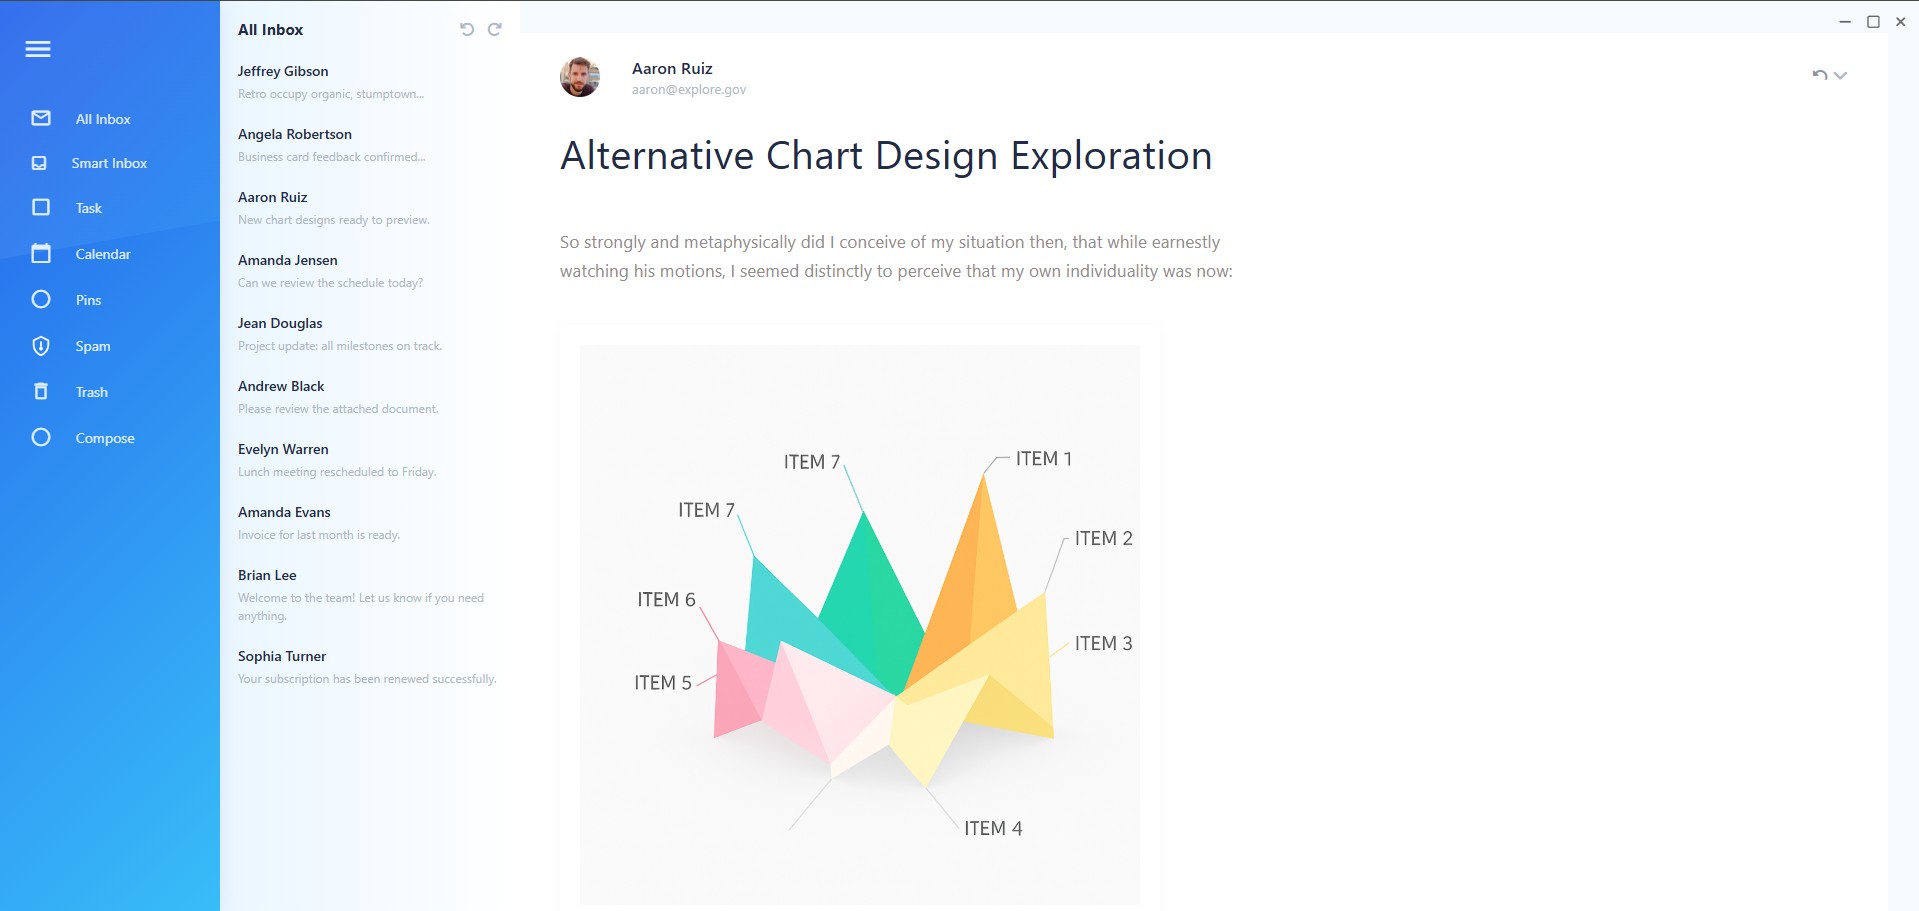 All Inbox
Smart Inbox
Task
Calendar
Pins
Spam
Trash
Compose
All Inbox
Jeffrey Gibson
Retro occupy organic, stumptown...
Angela Robertson
Business card feedback confirmed...
Aaron Ruiz
New chart designs ready to preview.
Amanda Jensen
Can we review the schedule today?
Jean Douglas
Project update: all milestones on track.
Andrew Black
Please review the attached document.
Evelyn Warren
Lunch meeting rescheduled to Friday.
Amanda Evans
Invoice for last month is ready.
Brian Lee
Welcome to the team! Let us know if you need
anything.
Sophia Turner
Your subscription has been renewed successfully.
Aaron Ruiz
aaron@explore.gov
Alternative Chart Design Exploration
So strongly and metaphysically did I conceive of my situation then, that while earnestly
watching his motions, I seemed distinctly to perceive that my own individuality was now:
ITEM 7
ITEM 1
ITEM 7
ITEM 2
ITEM 6
ITEM 3
ITEM 5
ITEM 4